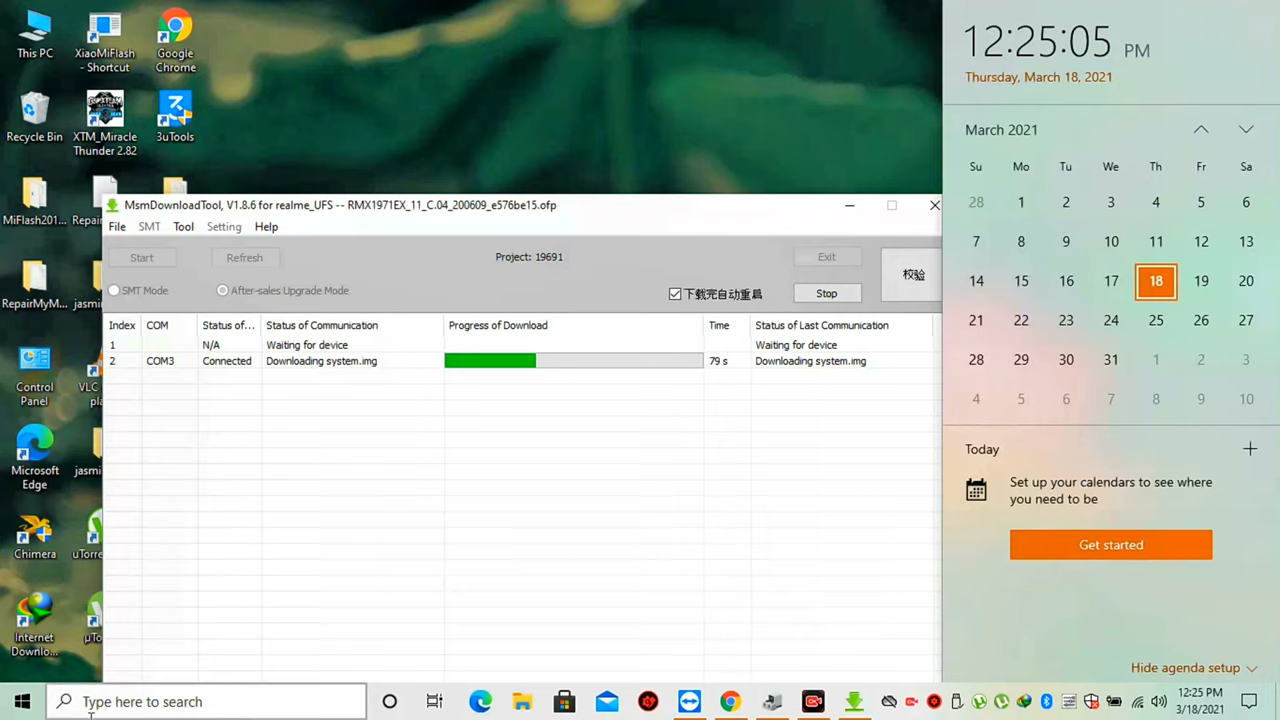 This PC
XiaoMiFlash
- Shortcut
Google
Chrome
Recycle Bin
XTM_Miracle
Thunder 2.82
3uTools
MiFlash201...
Repai
RepairMyM...
jasmi
Control
Panel
VLC
pl
Microsoft
Edge
jasmi
Chimera
uTorre
Internet
Downlo...
µTo
MsmDownloadTool, V1.8.6 for realme_UFS -- RMX1971EX_11_C.04_200609_e576be15.ofp
File SMT Tool Setting Help
Start Refresh Project: 19691 Exit 校验
SMT Mode After-sales Upgrade Mode 下载完自动重启 Stop
Index COM Status of... Status of Communication Progress of Download Time Status of Last Communication
1 N/A Waiting for device Waiting for device
2 COM3 Connected Downloading system.img 79 s Downloading system.img
12:25:05 PM
Thursday, March 18, 2021
March 2021
Su Mo Tu We Th Fr Sa
28 1 2 3 4 5 6
7 8 9 10 11 12 13
14 15 16 17 18 19 20
21 22 23 24 25 26 27
28 29 30 31 1 2 3
4 5 6 7 8 9 10
Today
Set up your calendars to see where
you need to be
Get started
Hide agenda setup
Type here to search
12:25 PM
3/18/2021